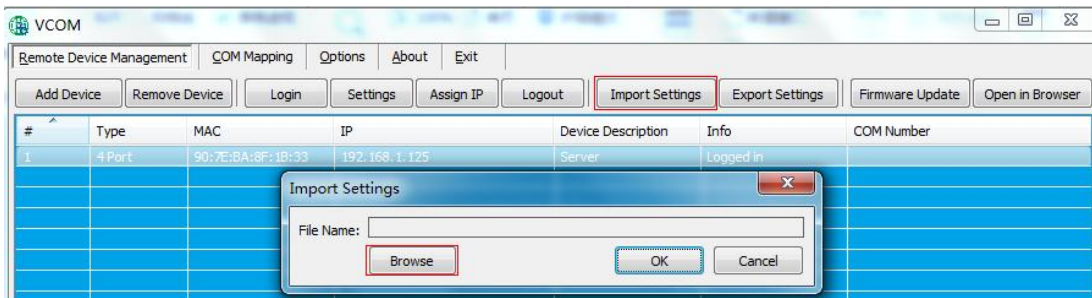 VCOM
Remote Device Management COM Mapping Options About Exit
Add Device Remove Device Login Settings Assign IP Logout Import Settings Export Settings Firmware Update Open in Browser
# Type MAC IP Device Description Info COM Number
1 4 Port 90:7E:BA:8F:1B:33 192.168.1.125 Server Logged in
Import Settings
File Name:
Browse OK Cancel